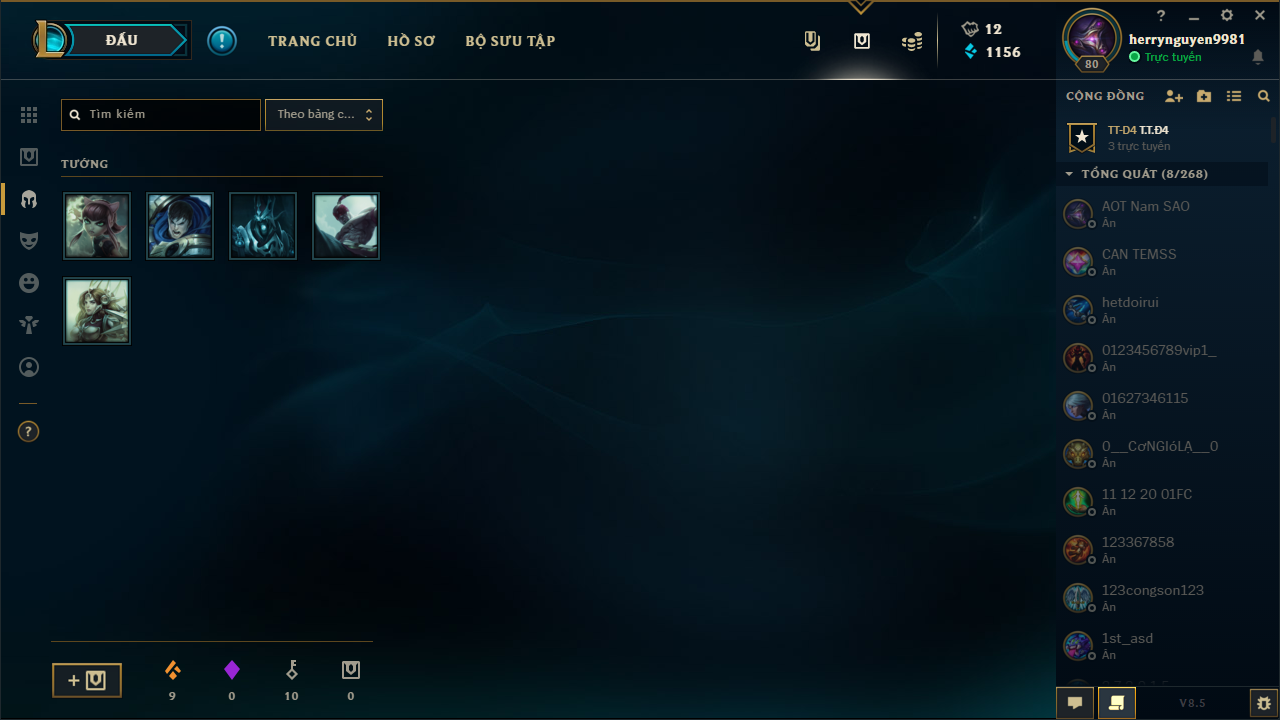 ĐẤU
TRANG CHỦ
HỒ SƠ
BỘ SƯU TẬP
12
1156
80
herrynguyen9981
Trực tuyến
Tìm kiếm
Theo bảng c...
TƯỚNG
?
9
0
10
0
CỘNG ĐỒNG
TT-D4 T.T.Đ4
3 trực tuyến
TỔNG QUÁT (8/268)
AOT Nam SAO
Ẩn
CAN TEMSS
Ẩn
hetdoirui
Ẩn
0123456789vip1_
Ẩn
01627346115
Ẩn
0__CơNGIóLA__0
Ẩn
11 12 20 01FC
Ẩn
123367858
Ẩn
123congson123
Ẩn
1st_asd
Ẩn
V8.5